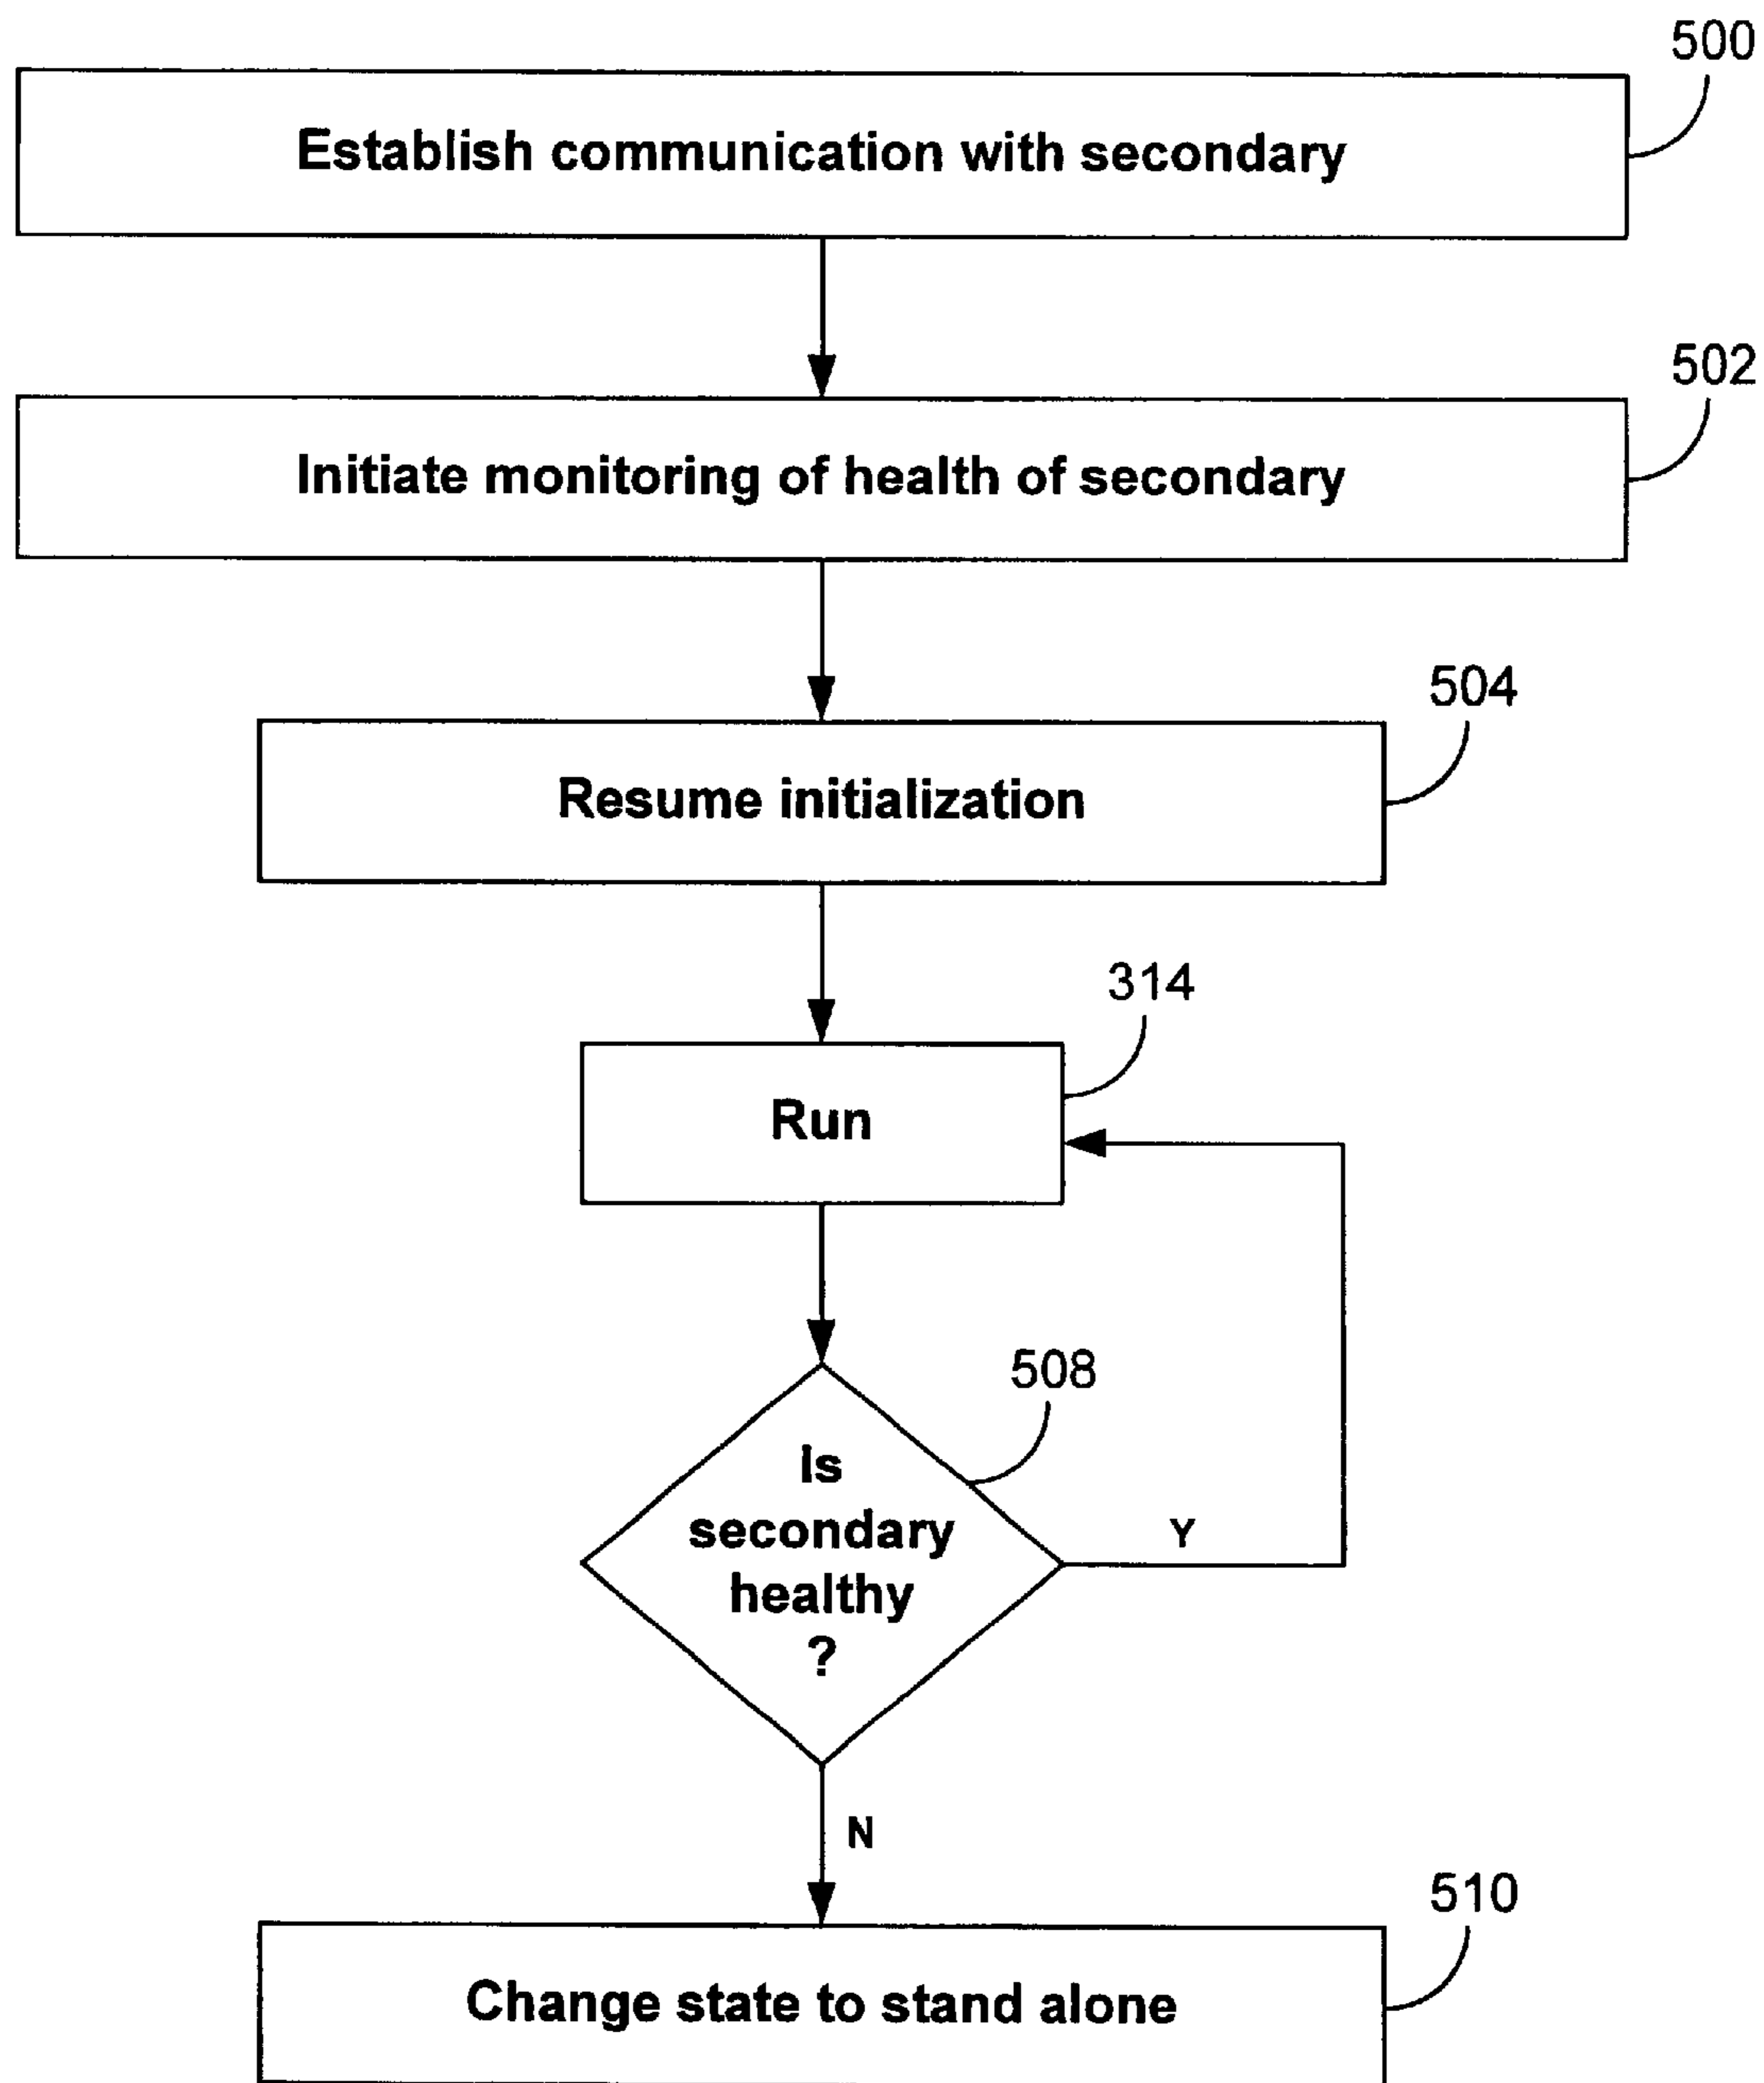 500
Establish communication with secondary
502
Initiate monitoring of health of secondary
504
Resume initialization
314
Run
508
Is
secondary
healthy
?
Y
N
510
Change state to stand alone